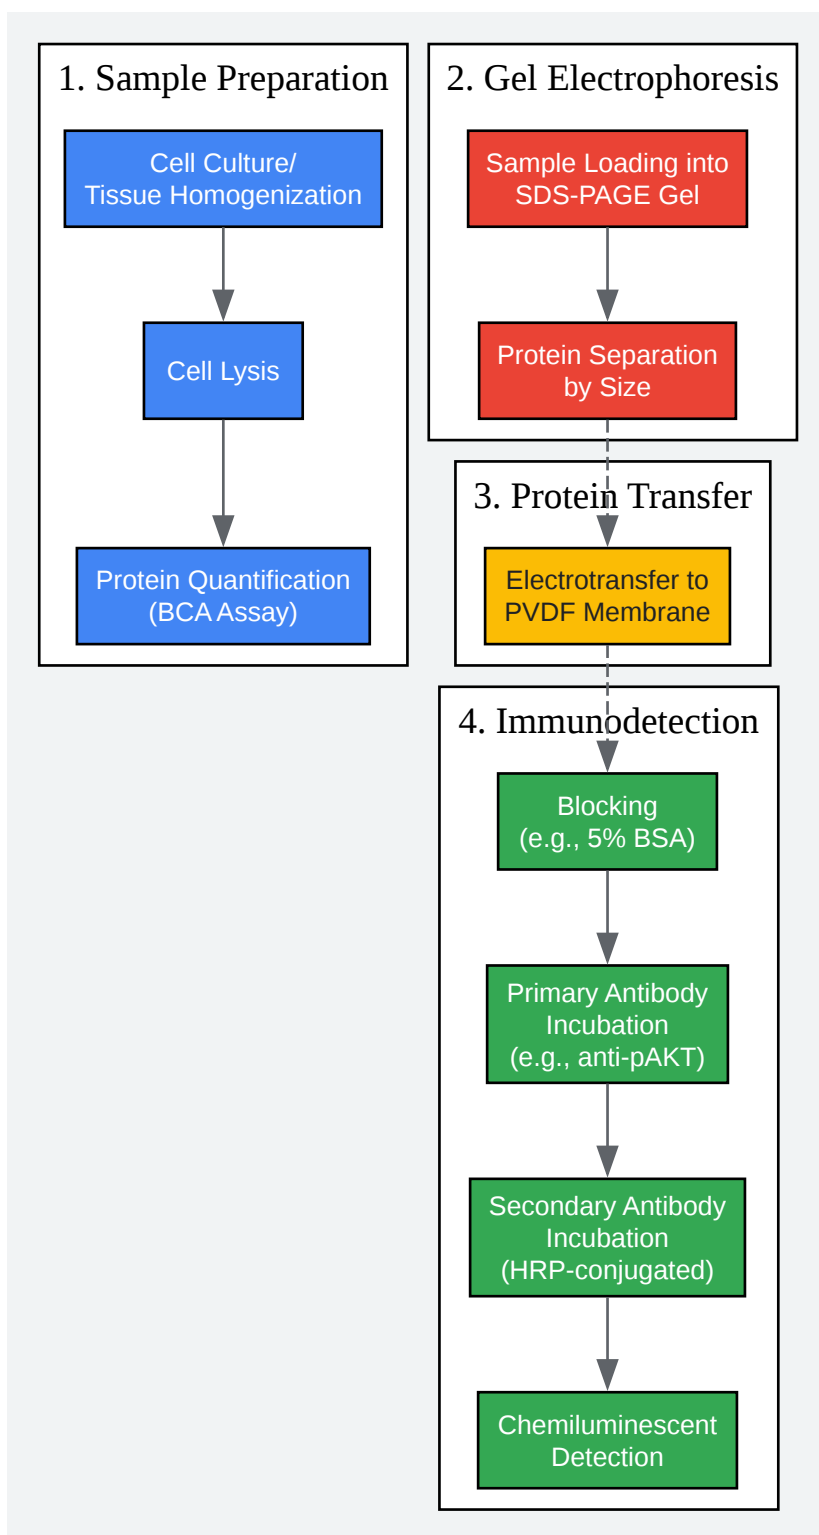 1. Sample Preparation
Cell Culture/
Tissue Homogenization
Cell Lysis
Protein Quantification
(BCA Assay)
2. Gel Electrophoresis
Sample Loading into
SDS-PAGE Gel
Protein Separation
by Size
3. Protein Transfer
Electrotransfer to
PVDF Membrane
4. Immunodetection
Blocking
(e.g., 5% BSA)
Primary Antibody
Incubation
(e.g., anti-pAKT)
Secondary Antibody
Incubation
(HRP-conjugated)
Chemiluminescent
Detection